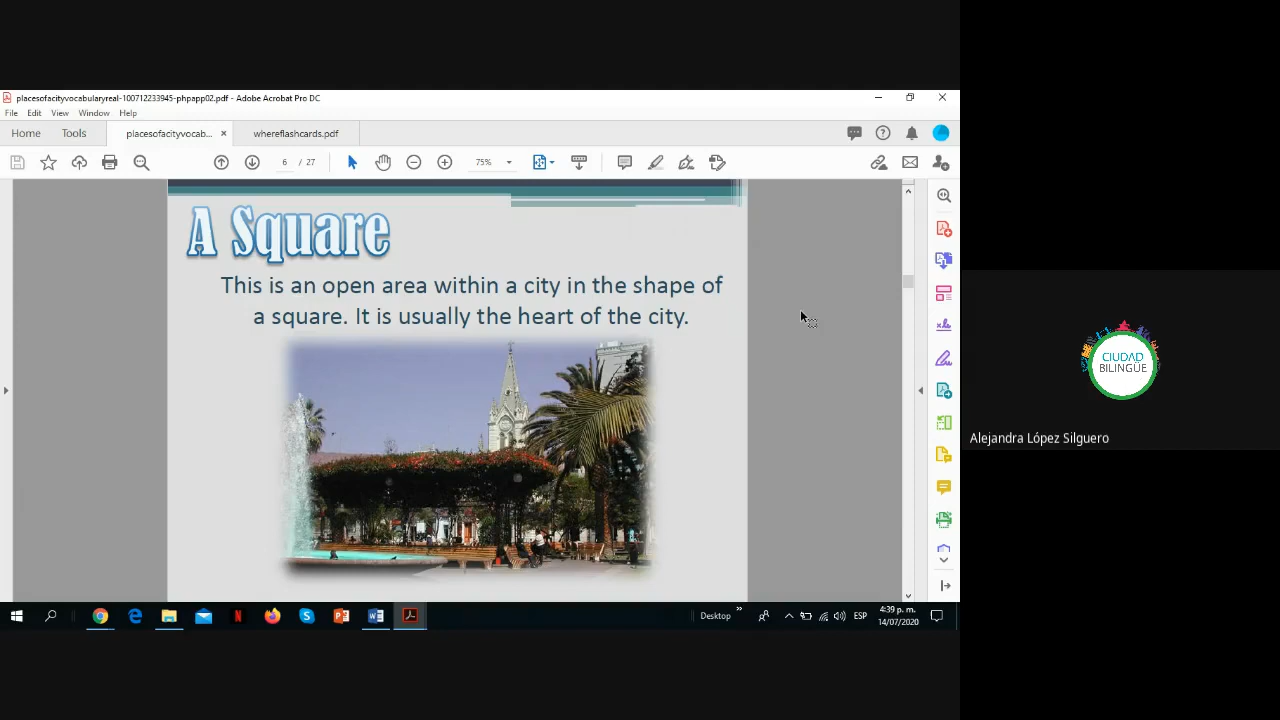 placesofacityvocabularyreal-100712233945-phpapp02.pdf - Adobe Acrobat Pro DC
File Edit View Window Help
Home Tools placesofacityvocab... × whereflashcards.pdf
6 / 27 75%
A Square
This is an open area within a city in the shape of
a square. It is usually the heart of the city.
CIUDAD
BILINGÜE
Alejandra López Silguero
Desktop » ESP 4:39 p. m.
14/07/2020